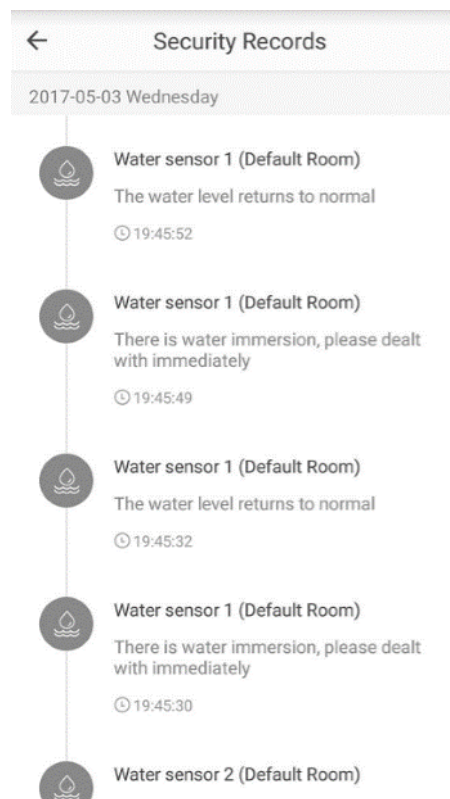 Security Records
2017-05-03 Wednesday
Water sensor 1 (Default Room)
The water level returns to normal
19:45:52
Water sensor 1 (Default Room)
There is water immersion, please dealt
with immediately
19:45:49
Water sensor 1 (Default Room)
The water level returns to normal
19:45:32
Water sensor 1 (Default Room)
There is water immersion, please dealt
with immediately
19:45:30
Water sensor 2 (Default Room)